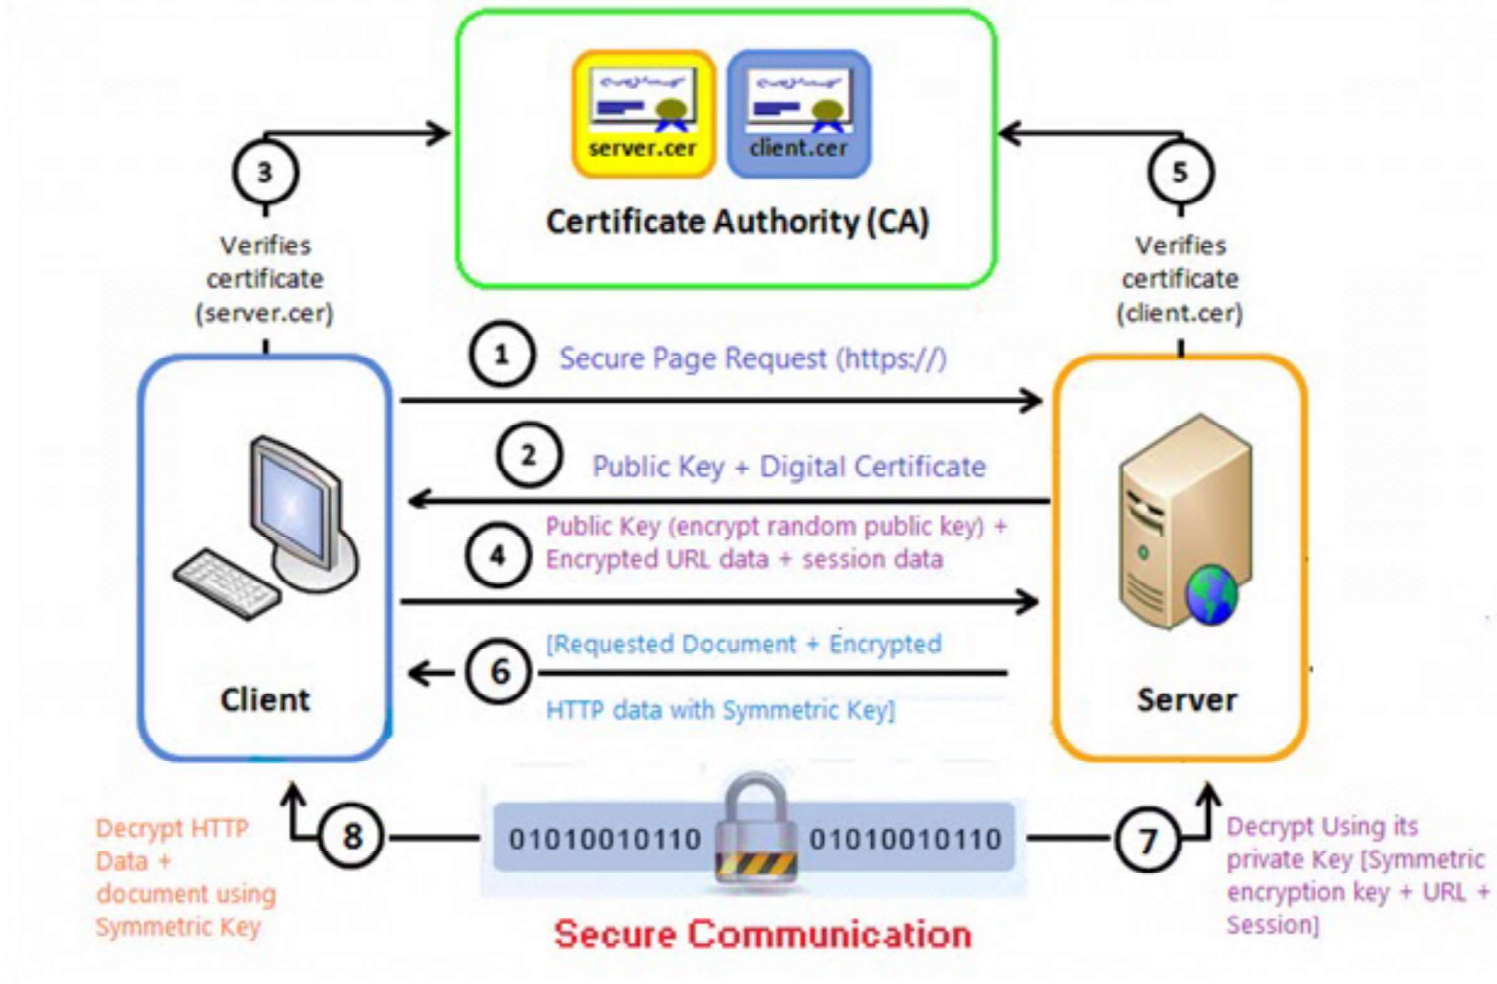 server.cer
client.cer
Certificate Authority (CA)
3
5
Verifies
certificate
(server.cer)
Verifies
certificate
(client.cer)
1
Secure Page Request (https://)
2
Public Key + Digital Certificate
4
Public Key (encrypt random public key) +
Encrypted URL data + session data
6
[Requested Document + Encrypted
HTTP data with Symmetric Key]
Client
Server
8
Decrypt HTTP
Data +
document using
Symmetric Key
01010010110
01010010110
7
Decrypt Using its
private Key [Symmetric
encryption key + URL +
Session]
Secure Communication